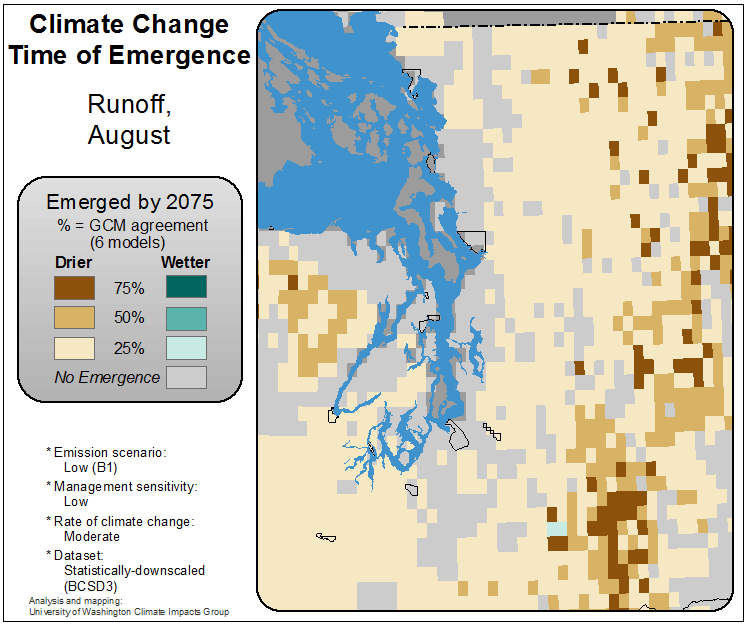 Climate Change
Time of Emergence
Runoff,
August
Emerged by 2075
% = GCM agreement
(6 models)
Drier Wetter
75%
50%
25%
No Emergence
* Emission scenario:
Low (B1)
* Management sensitivity:
Low
* Rate of climate change:
Moderate
* Dataset:
Statistically-downscaled
(BCSD3)
Analysis and mapping:
University of Washington Climate Impacts Group